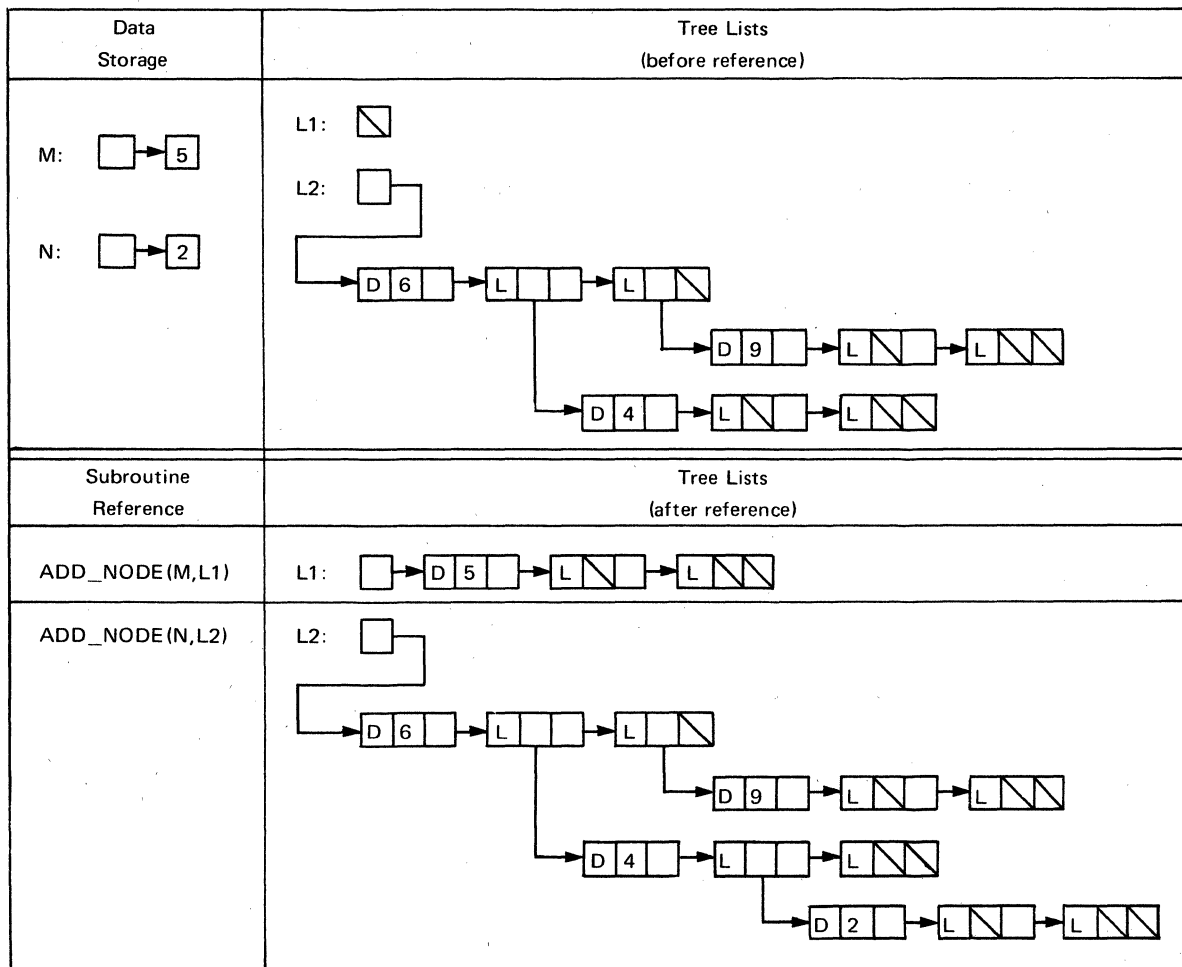 Data
Storage
Tree Lists
(before reference)
M: 5
N: 2
L1:
L2:
D 6 L L
D 9 L L
D 4 L L
Subroutine
Reference
Tree Lists
(after reference)
ADD_NODE(M,L1)
L1: D 5 L L
ADD_NODE(N,L2)
L2:
D 6 L L
D 9 L L
D 4 L L
D 2 L L